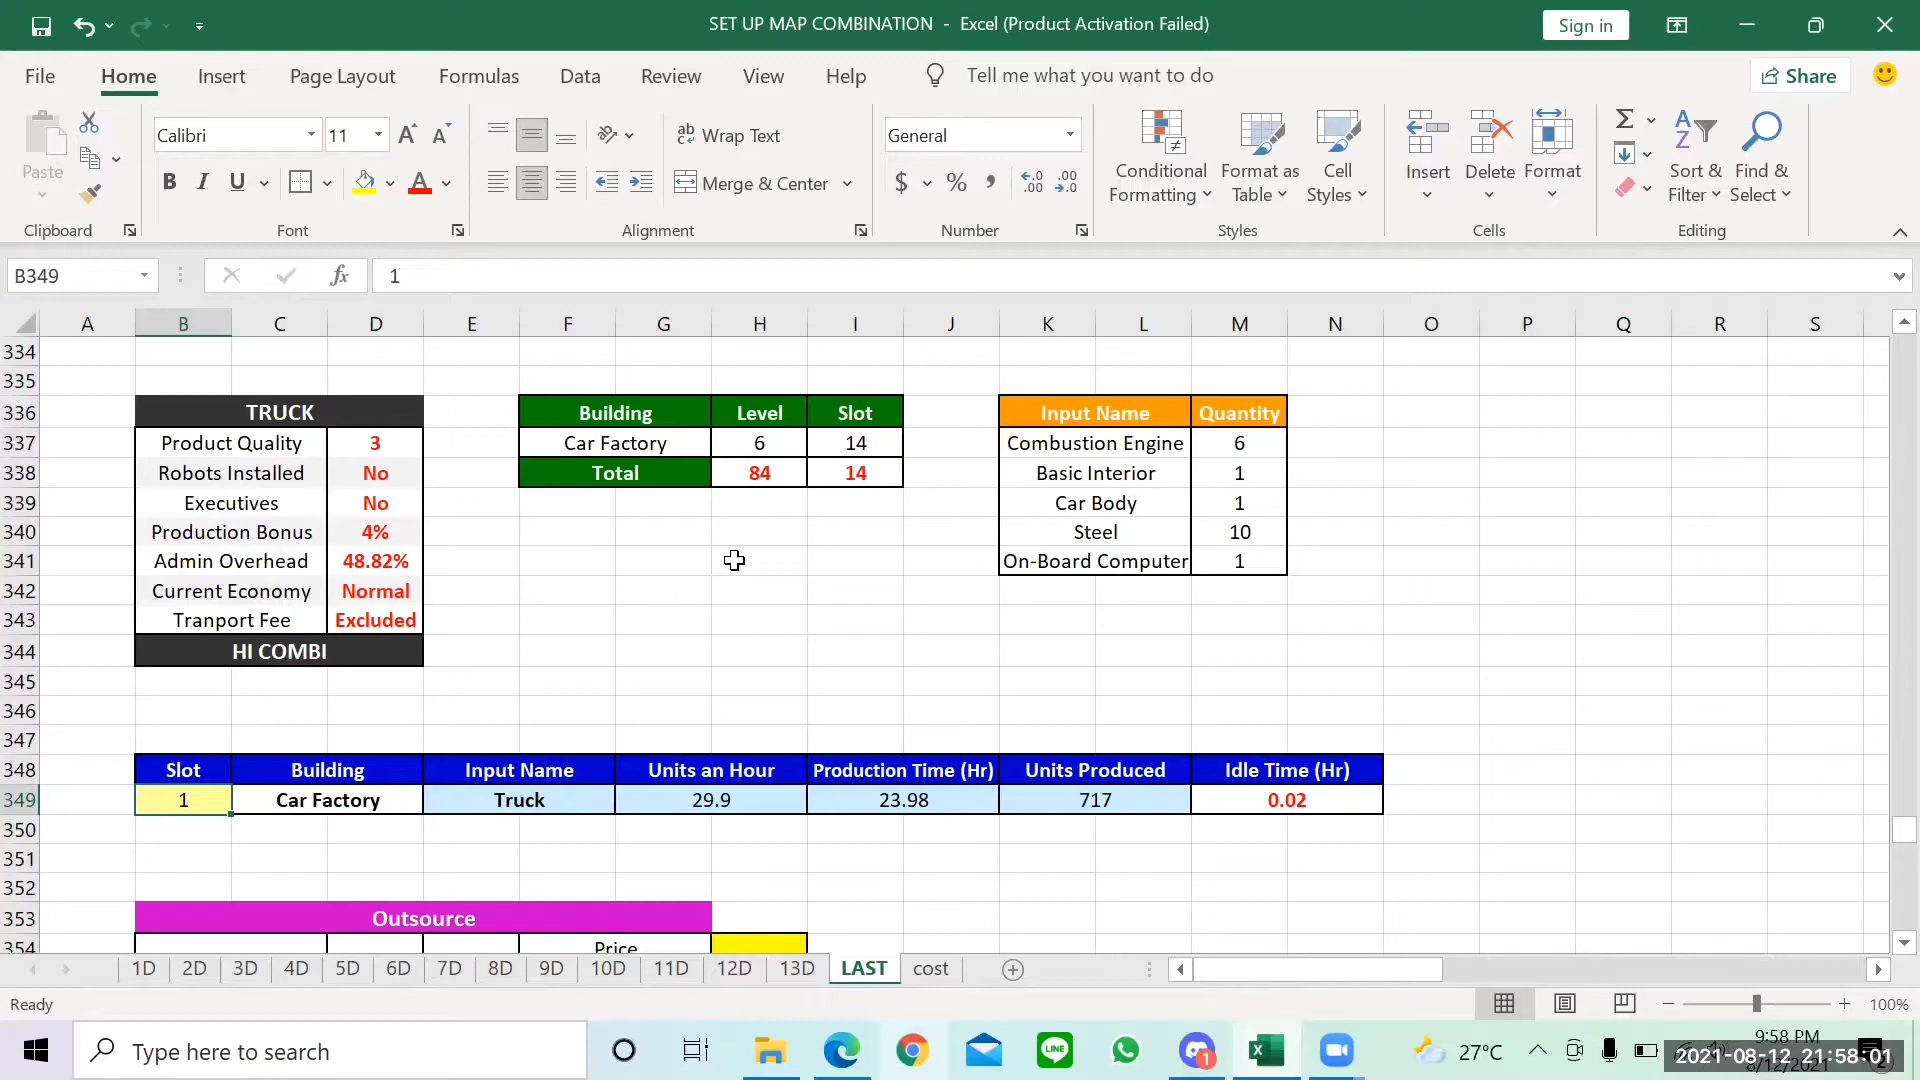 SET UP MAP COMBINATION - Excel (Product Activation Failed)
Sign in
File Home Insert Page Layout Formulas Data Review View Help Tell me what you want to do Share
Calibri 11 Wrap Text General
Paste Conditional Formatting Format as Table Cell Styles Insert Delete Format Sort & Filter Find & Select
B I U Merge & Center $ % ,
Clipboard Font Alignment Number Styles Cells Editing
B349 fx 1
A B C D E F G H I J K L M N O P Q R S
334
335
336 TRUCK Building Level Slot Input Name Quantity
337 Product Quality 3 Car Factory 6 14 Combustion Engine 6
338 Robots Installed No Total 84 14 Basic Interior 1
339 Executives No Car Body 1
340 Production Bonus 4% Steel 10
341 Admin Overhead 48.82% On-Board Computer 1
342 Current Economy Normal
343 Tranport Fee Excluded
344 HI COMBI
345
346
347
348 Slot Building Input Name Units an Hour Production Time (Hr) Units Produced Idle Time (Hr)
349 1 Car Factory Truck 29.9 23.98 717 0.02
350
351
352
353 Outsource
354 Price
1D 2D 3D 4D 5D 6D 7D 8D 9D 10D 11D 12D 13D LAST cost
Ready 100%
Type here to search LINE 1 27°C 9:58 PM
2021-08-12 21:58:01